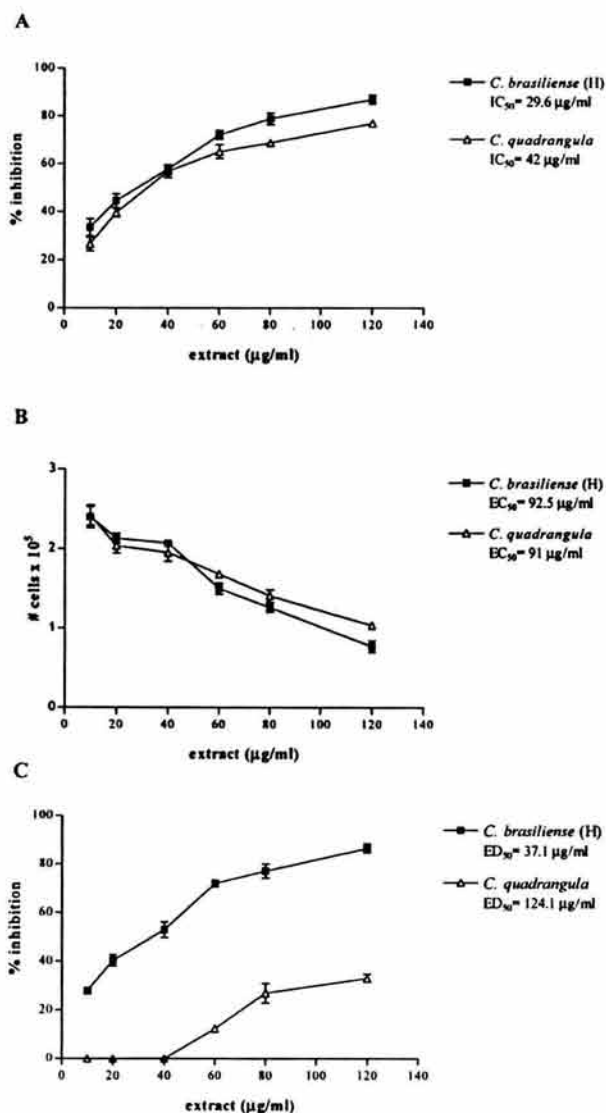 A
100
80
60
40
20
0
% inhibition
0 20 40 60 80 100 120 140
extract (µg/ml)
C. brasiliense (H)
IC₅₀= 29.6 µg/ml
C. quadrangula
IC₅₀= 42 µg/ml
B
3
2
1
0
# cells x 10⁵
0 20 40 60 80 100 120 140
extract (µg/ml)
C. brasiliense (H)
EC₅₀= 92.5 µg/ml
C. quadrangula
EC₅₀= 91 µg/ml
C
100
80
60
40
20
0
% inhibition
0 20 40 60 80 100 120 140
extract (µg/ml)
C. brasiliense (H)
ED₅₀= 37.1 µg/ml
C. quadrangula
ED₅₀= 124.1 µg/ml